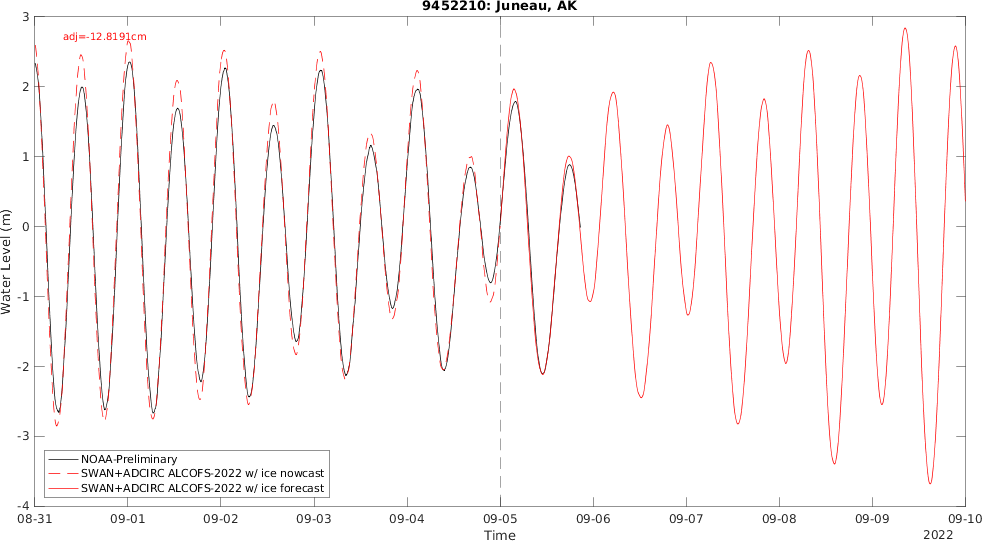 9452210: Juneau, AK
adj=-12.8191cm
3
2
1
0
-1
-2
-3
-4
Water Level (m)
NOAA-Preliminary
SWAN+ADCIRC ALCOFS-2022 w/ ice nowcast
SWAN+ADCIRC ALCOFS-2022 w/ ice forecast
08-31 09-01 09-02 09-03 09-04 09-05 09-06 09-07 09-08 09-09 09-10
Time
2022